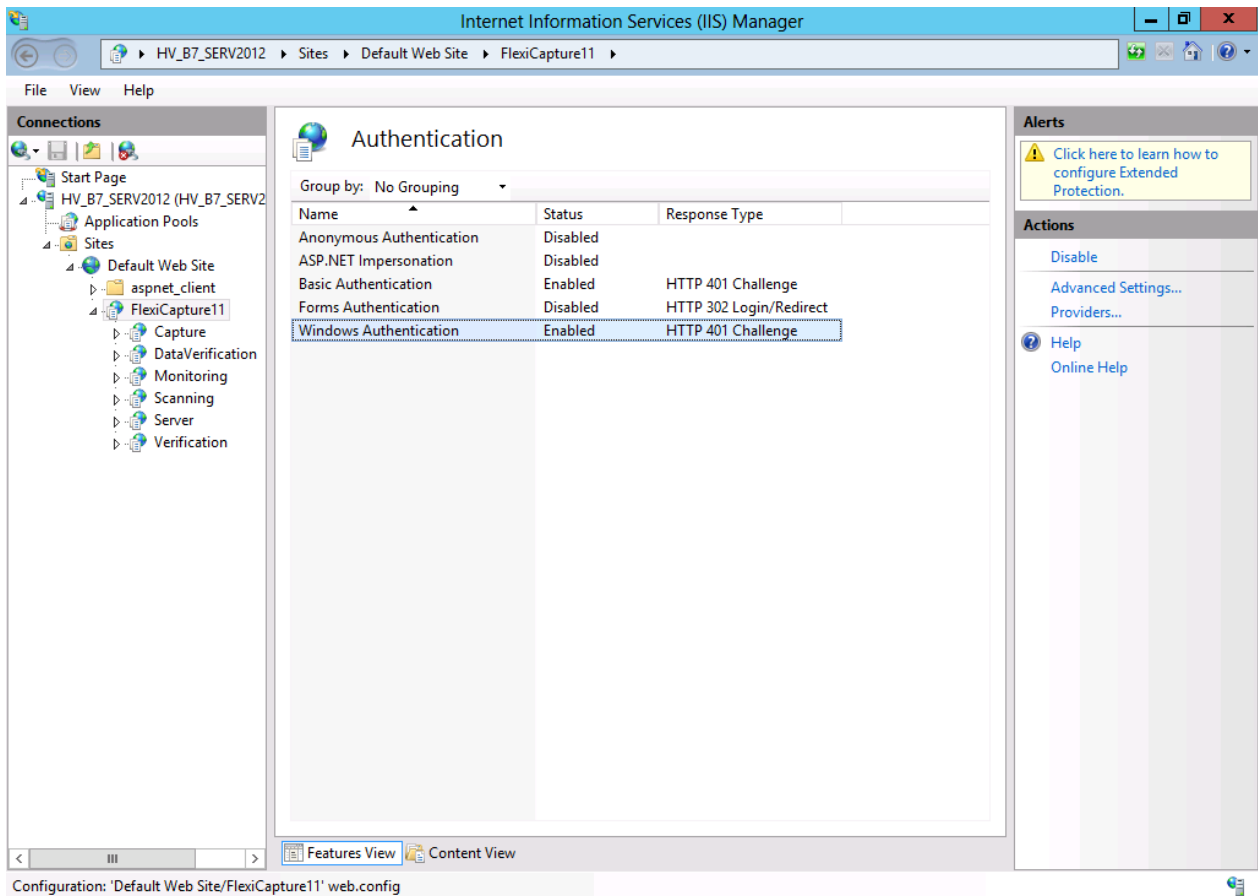 Internet Information Services (IIS) Manager
HV_B7_SERV2012 Sites Default Web Site FlexiCapture11
File View Help
Connections
Start Page
HV_B7_SERV2012 (HV_B7_SERV2
Application Pools
Sites
Default Web Site
aspnet_client
FlexiCapture11
Capture
DataVerification
Monitoring
Scanning
Server
Verification
Authentication
Group by: No Grouping
Name Status Response Type
Anonymous Authentication Disabled
ASP.NET Impersonation Disabled
Basic Authentication Enabled HTTP 401 Challenge
Forms Authentication Disabled HTTP 302 Login/Redirect
Windows Authentication Enabled HTTP 401 Challenge
Features View Content View
Alerts
Click here to learn how to
configure Extended
Protection.
Actions
Disable
Advanced Settings...
Providers...
Help
Online Help
Configuration: 'Default Web Site/FlexiCapture11' web.config